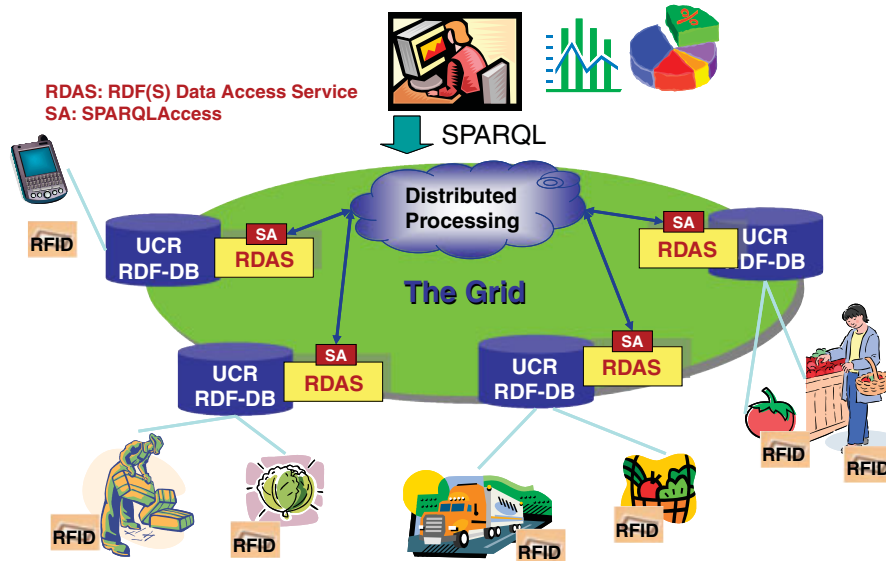 %
RDAS: RDF(S) Data Access Service
SA: SPARQLAccess
SPARQL
Distributed
Processing
RFID
UCR
RDF-DB
SA
RDAS
SA
RDAS
UCR
RDF-DB
The Grid
UCR
RDF-DB
SA
RDAS
UCR
RDF-DB
SA
RDAS
RFID
RFID
RFID
RFID
RFID
RFID